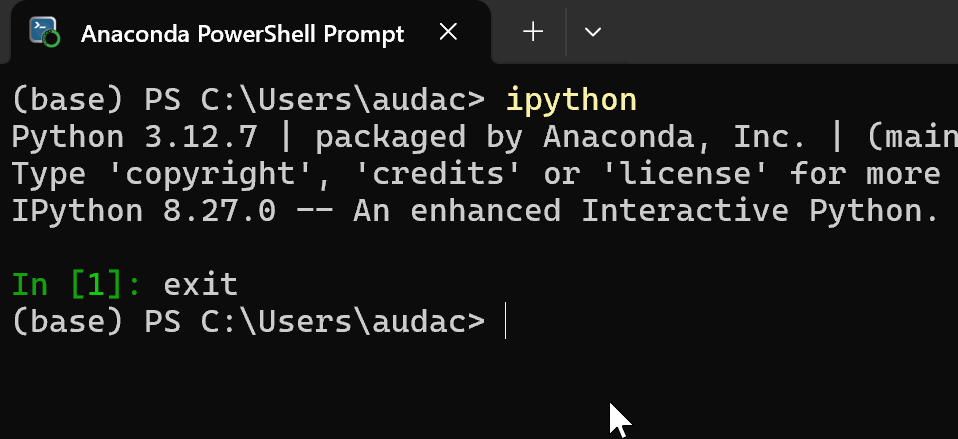 Anaconda PowerShell Prompt
(base) PS C:\Users\audac> ipython
Python 3.12.7 | packaged by Anaconda, Inc. | (main
Type 'copyright', 'credits' or 'license' for more
IPython 8.27.0 -- An enhanced Interactive Python.
In [1]: exit
(base) PS C:\Users\audac>